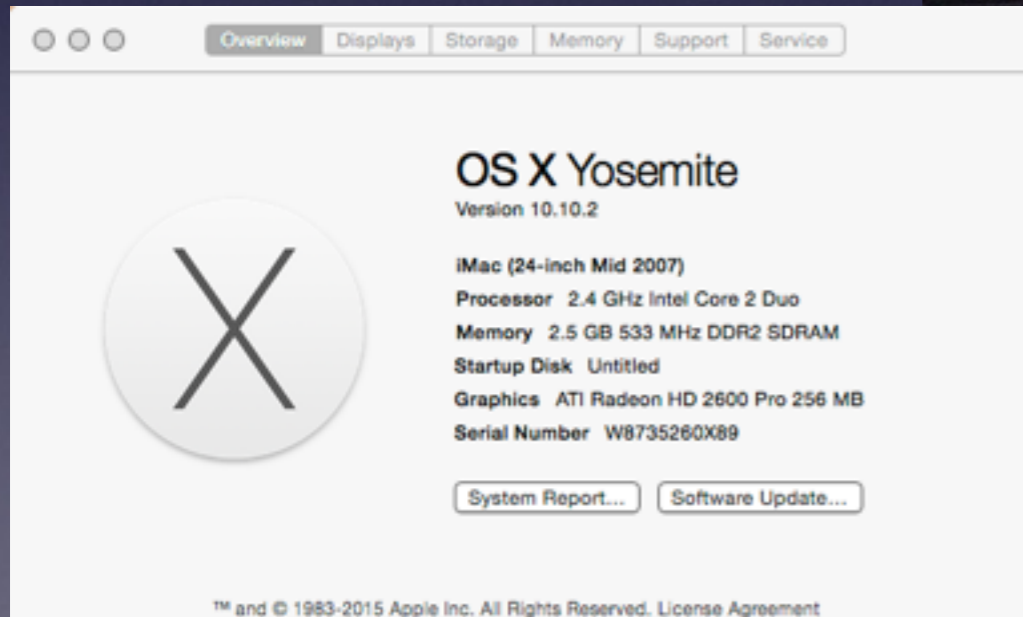 Overview Displays Storage Memory Support Service
OS X Yosemite
Version 10.10.2
iMac (24-inch Mid 2007)
Processor 2.4 GHz Intel Core 2 Duo
Memory 2.5 GB 533 MHz DDR2 SDRAM
Startup Disk Untitled
Graphics ATI Radeon HD 2600 Pro 256 MB
Serial Number W8735260X89
System Report... Software Update...
™ and © 1983-2015 Apple Inc. All Rights Reserved. License Agreement